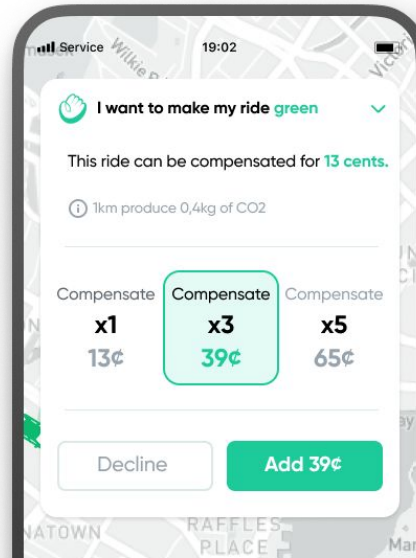 Service 19:02
Wilkie
I want to make my ride green
This ride can be compensated for 13 cents.
1km produce 0,4kg of CO2
Compensate Compensate Compensate
x1 x3 x5
13¢ 39¢ 65¢
Decline Add 39¢
NATOWN
RAFFLES
PLACE